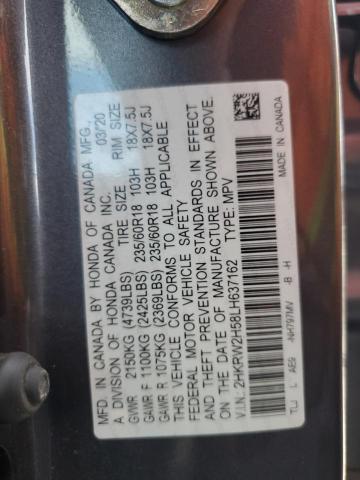 MFD. IN CANADA BY HONDA OF CANADA MFG.
A DIVISION OF HONDA CANADA INC. 03/20
TIRE SIZE RIM SIZE
GVWR 2150KG (4739LBS)
GAWR F 1100KG (2425LBS) 235/60R18 103H 18X7.5J
GAWR R 1075KG (2369LBS) 235/60R18 103H 18X7.5J
THIS VEHICLE CONFORMS TO ALL APPLICABLE
FEDERAL MOTOR VEHICLE SAFETY
AND THEFT PREVENTION STANDARDS IN EFFECT
ON THE DATE OF MANUFACTURE SHOWN ABOVE.
V.I.N.: 2HKRW2H58LH637162 TYPE: MPV
NH797MV -B -H
MADE IN CANADA